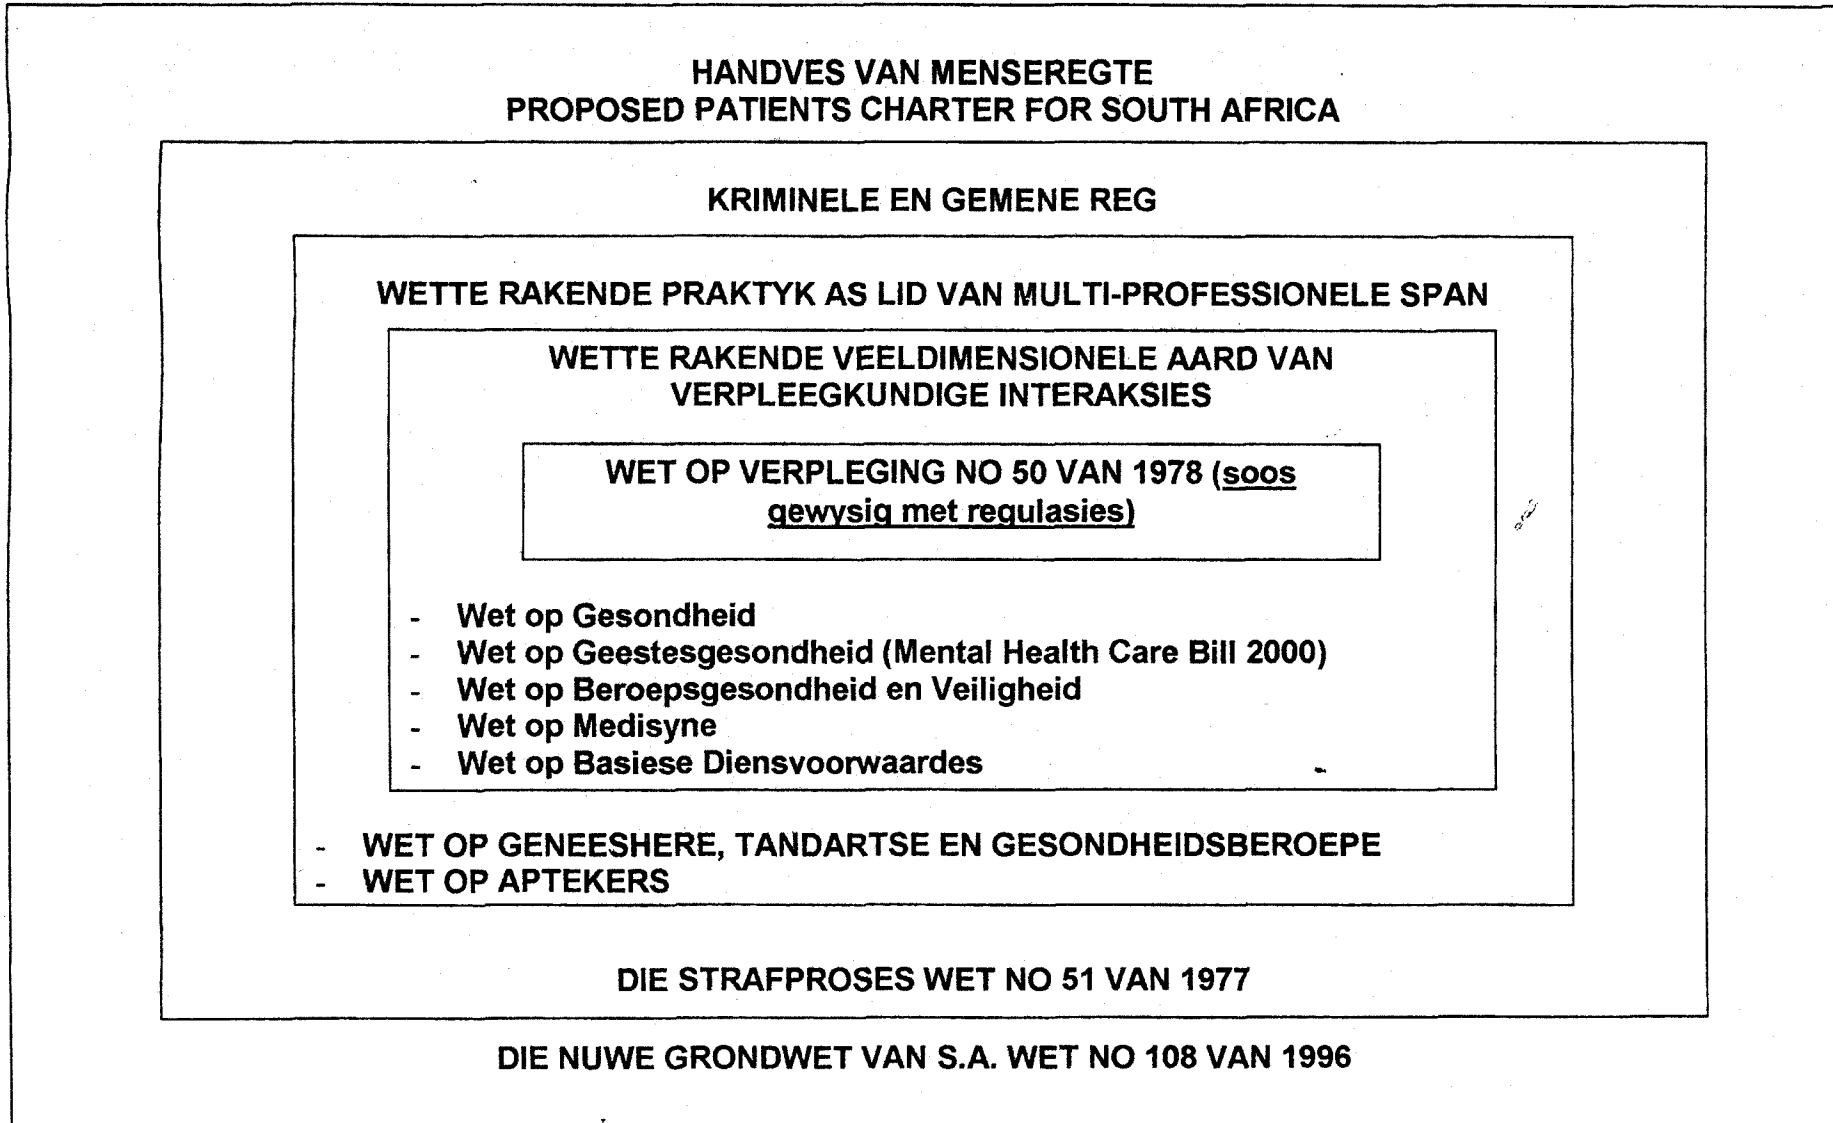 HANDVES VAN MENSEREGTE
PROPOSED PATIENTS CHARTER FOR SOUTH AFRICA
KRIMINELE EN GEMENE REG
WETTE RAKENDE PRAKTYK AS LID VAN MULTI-PROFESSIONELE SPAN
WETTE RAKENDE VEELDIMENSIONELE AARD VAN
VERPLEEGKUNDIGE INTERAKSIES
WET OP VERPLEGING NO 50 VAN 1978 (soos
gewysig met regulasies)
- Wet op Gesondheid
- Wet op Geestesgesondheid (Mental Health Care Bill 2000)
- Wet op Beroepsgesondheid en Veiligheid
- Wet op Medisyne
- Wet op Basiese Diensvoorwaardes
- WET OP GENEESHERE, TANDARTSE EN GESONDHEIDSBEROEPE
- WET OP APTEKERS
DIE STRAFPROSES WET NO 51 VAN 1977
DIE NUWE GRONDWET VAN S.A. WET NO 108 VAN 1996